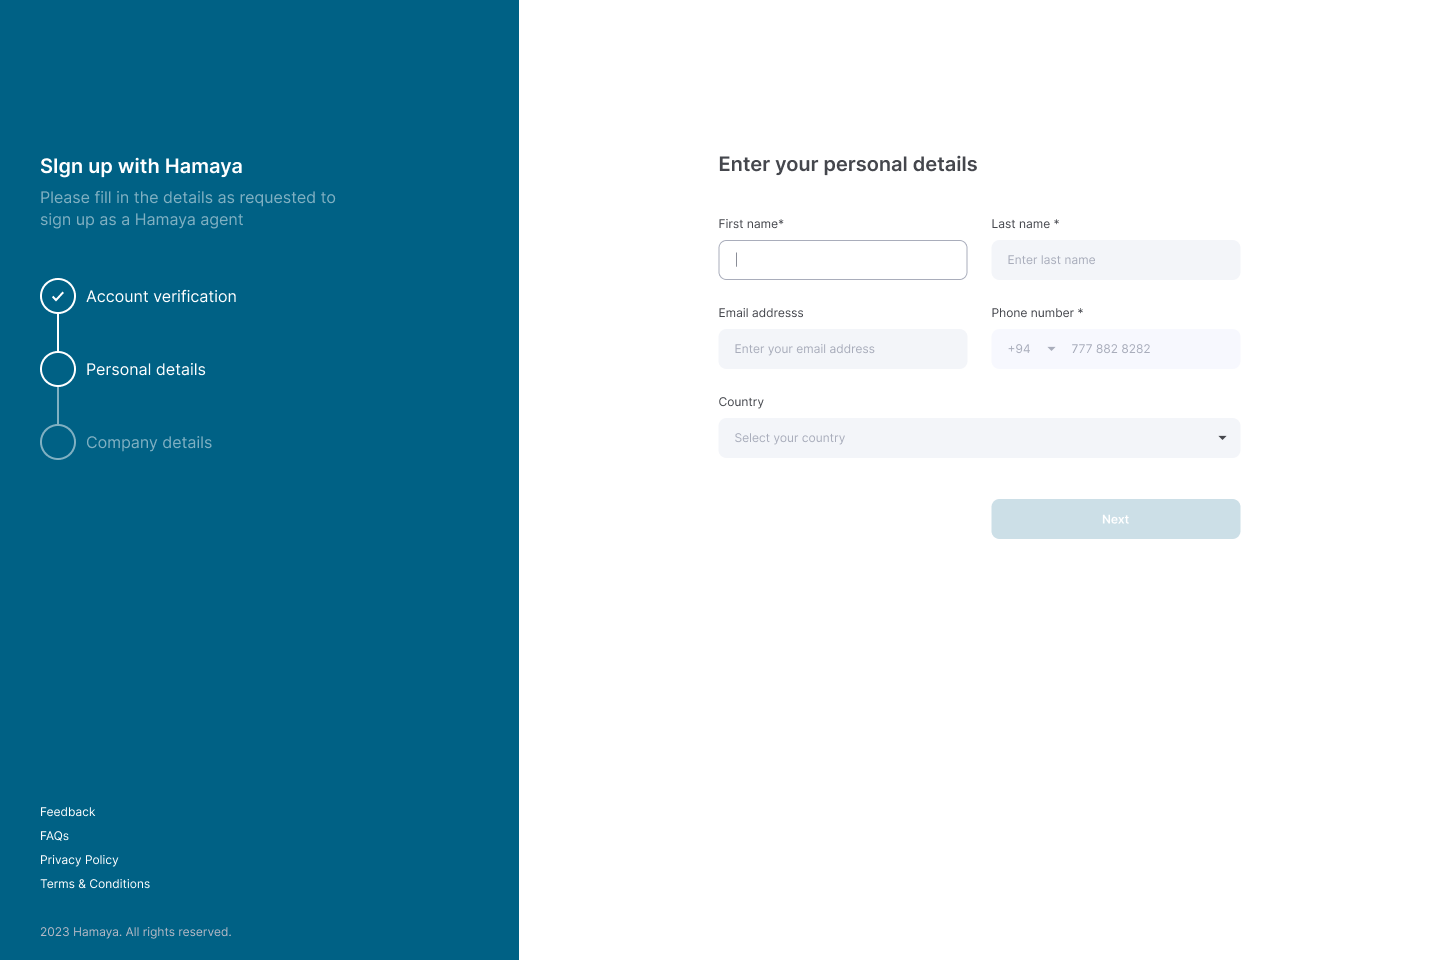 SIgn up with Hamaya
Please fill in the details as requested to
sign up as a Hamaya agent
Account verification
Personal details
Company details
Feedback
FAQs
Privacy Policy
Terms & Conditions
2023 Hamaya. All rights reserved.
Enter your personal details
First name*
Last name *
Enter last name
Email addresss
Phone number *
Enter your email address
+94 777 882 8282
Country
Select your country
Next